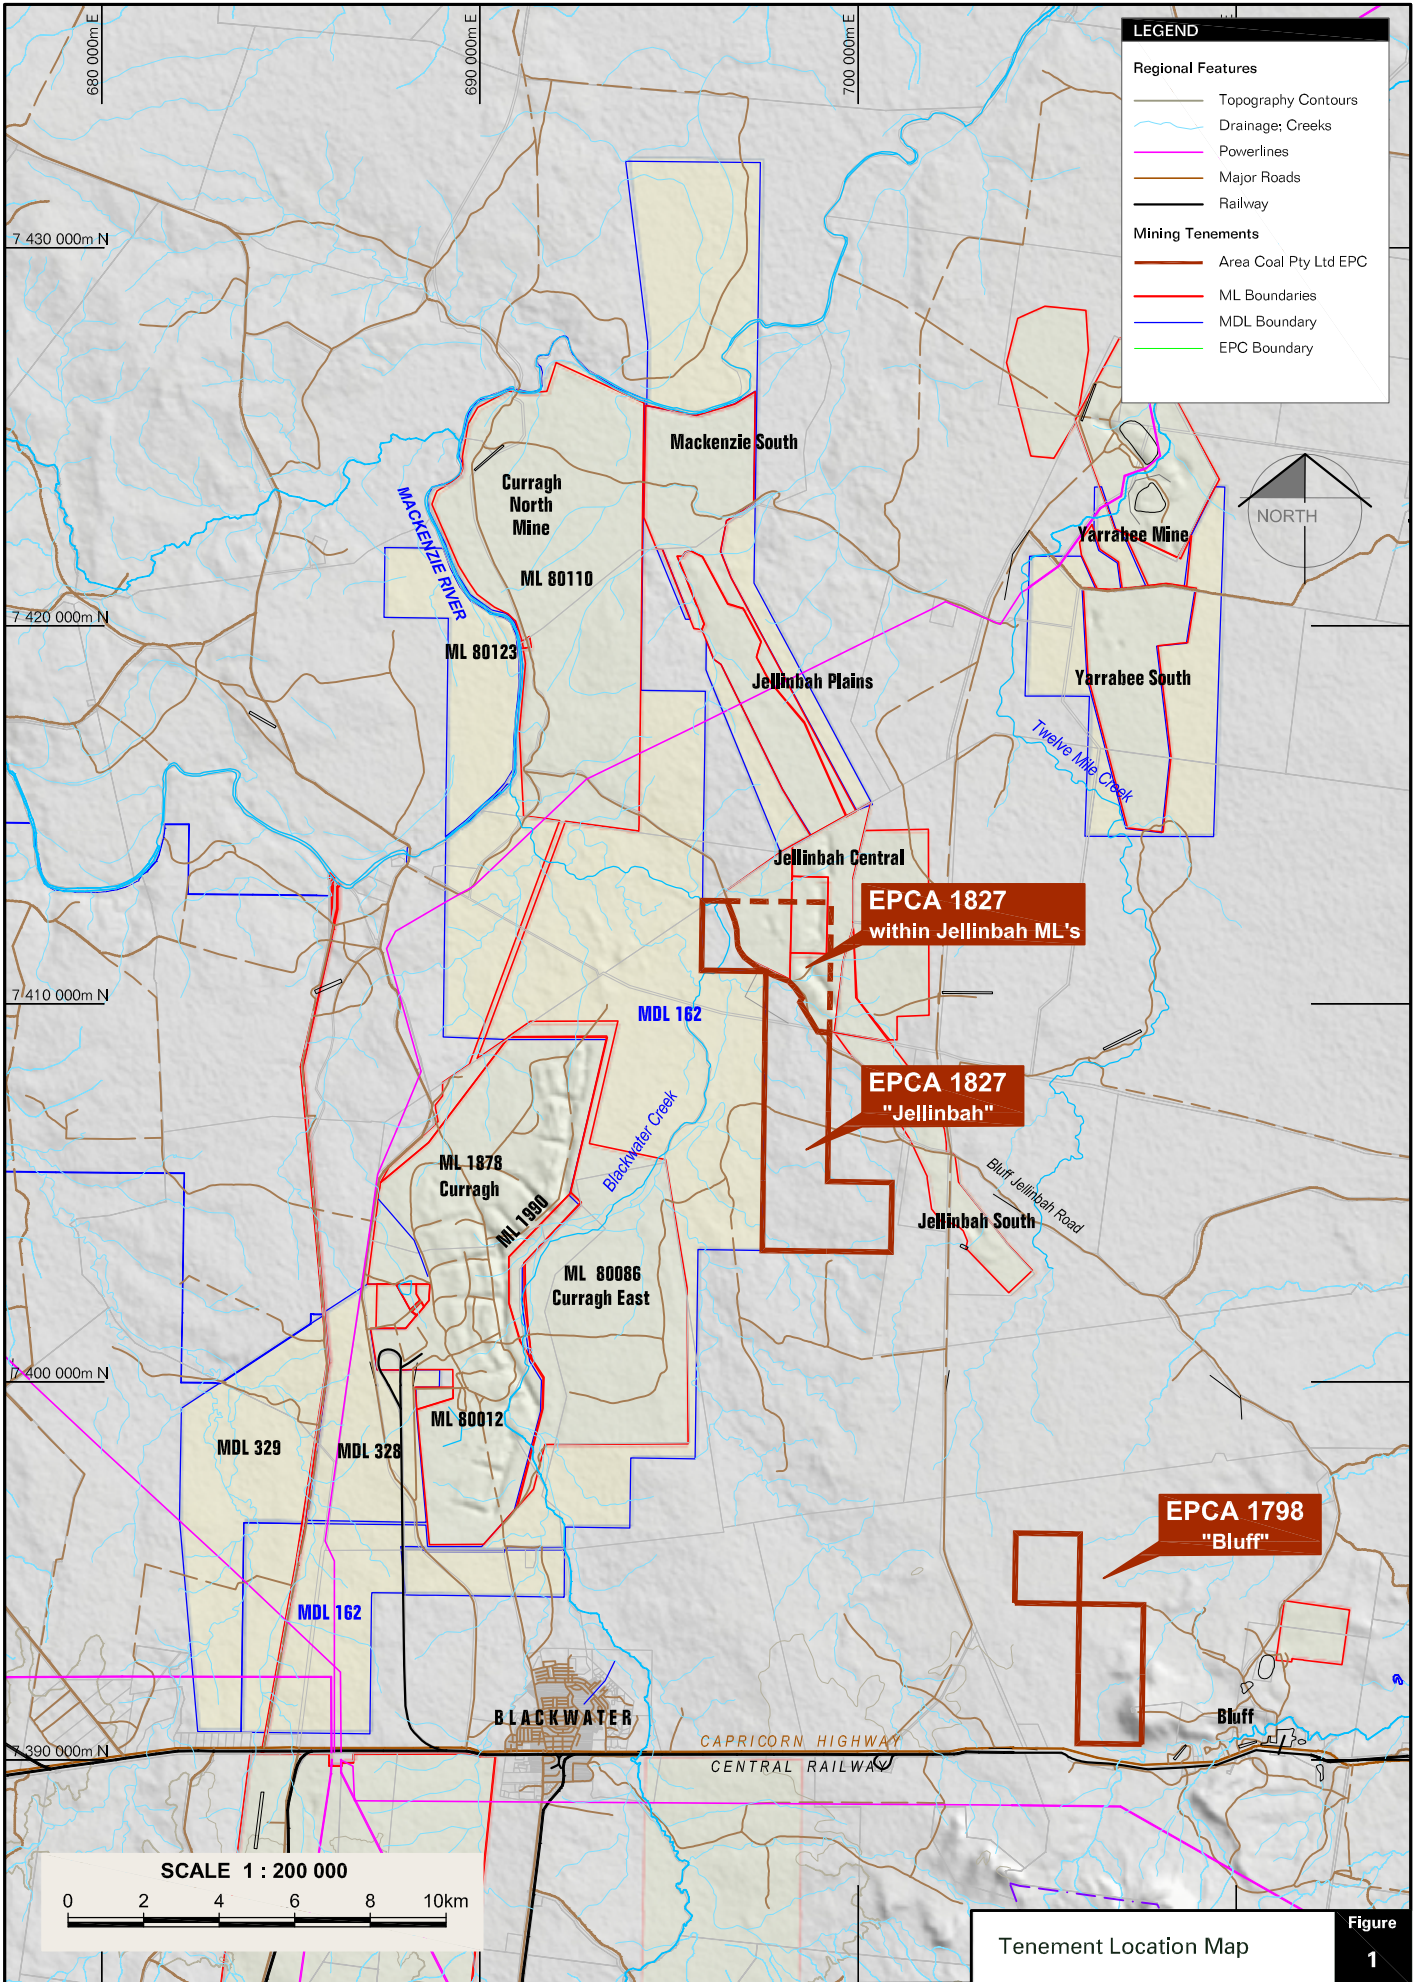 680 000m E
690 000m E
700 000m E
E
LEGEND
Regional Features
Topography Contours
Drainage; Creeks
Powerlines
Major Roads
Railway
Mining Tenements
Area Coal Pty Ltd EPC
ML Boundaries
MDL Boundary
EPC Boundary
7 430 000m N
Mackenzie South
Curragh
North
Mine
NORTH
MACKENZIE RIVER
Yarrabee Mine
ML 80110
7 420 000m N
ML 80123
Jellinbah Plains
Yarrabee South
Twelve Mile Creek
Jellinbah Central
EPCA 1827
within Jellinbah ML's
7 410 000m N
MDL 162
EPCA 1827
"Jellinbah"
Blackwater Creek
ML 1878
Curragh
ML 1990
Bluff Jellinbah Road
Jellinbah South
ML 80086
Curragh East
7 400 000m N
ML 80012
MDL 329
MDL 328
EPCA 1798
"Bluff"
MDL 162
BLACKWATER
Bluff
CAPRICORN HIGHWAY
7 390 000m N
CENTRAL RAILWAY
SCALE 1 : 200 000
0 2 4 6 8 10km
Tenement Location Map
Figure
1